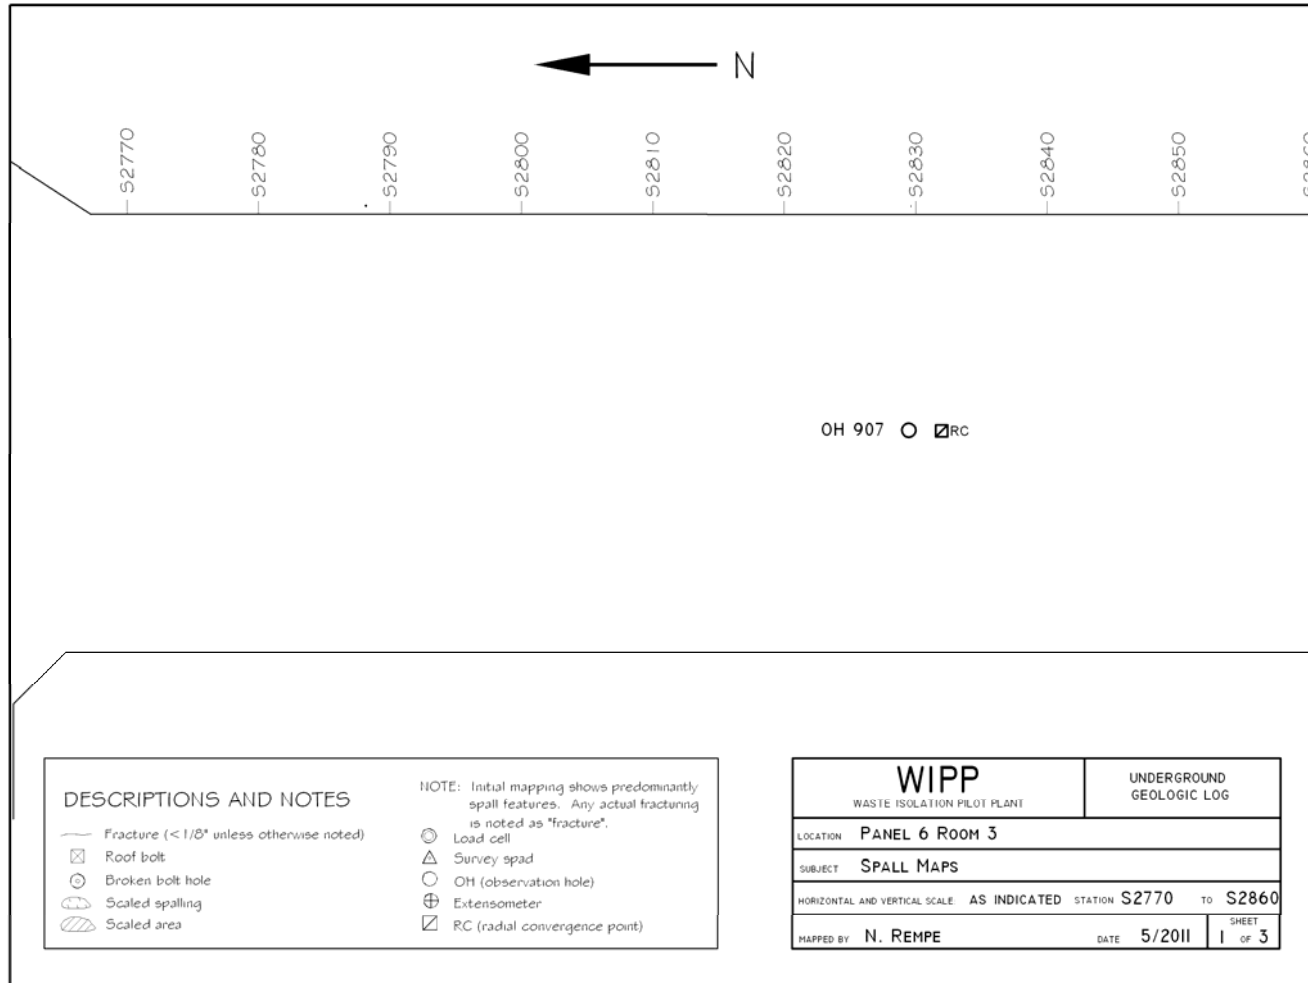 N
S2770
S2780
S2790
S2800
S2810
S2820
S2830
S2840
S2850
S2860
OH 907 RC
DESCRIPTIONS AND NOTES
Fracture (<1/8" unless otherwise noted)
Roof bolt
Broken bolt hole
Scaled spalling
Scaled area
NOTE: Initial mapping shows predominantly
spall features. Any actual fracturing
is noted as "fracture".
Load cell
Survey spad
OH (observation hole)
Extensometer
RC (radial convergence point)
WIPP
WASTE ISOLATION PILOT PLANT
UNDERGROUND
GEOLOGIC LOG
LOCATION PANEL 6 ROOM 3
SUBJECT SPALL MAPS
HORIZONTAL AND VERTICAL SCALE: AS INDICATED STATION S2770 TO S2860
MAPPED BY N. REMPE DATE 5/2011
SHEET
1 OF 3